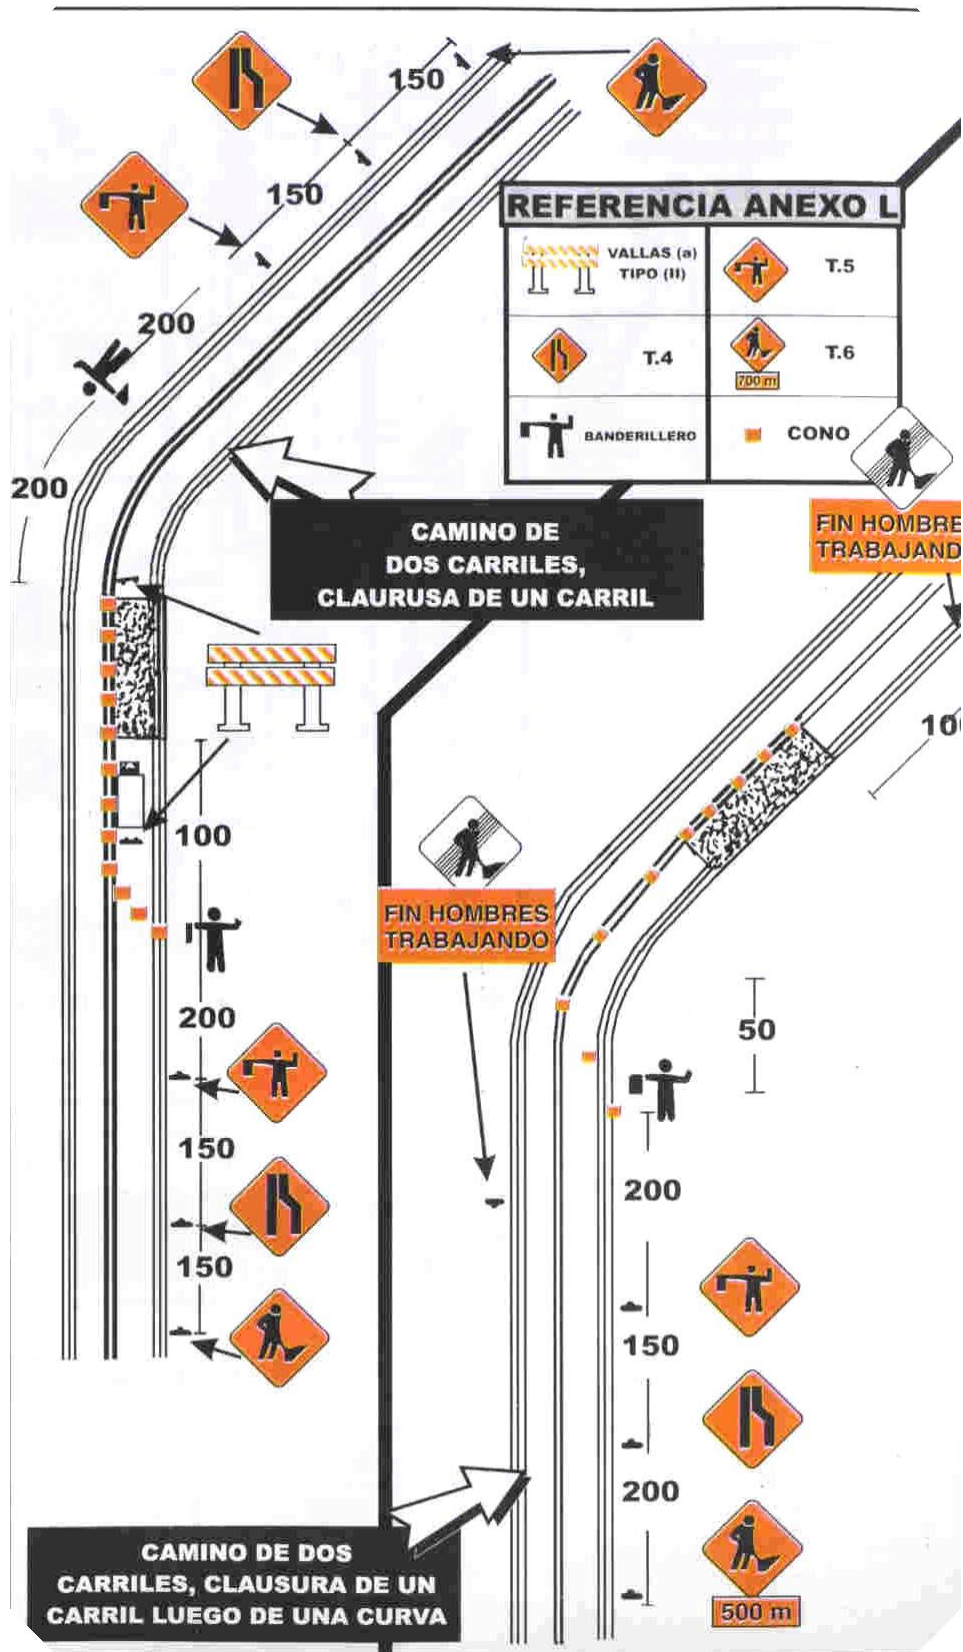 150
150
REFERENCIA ANEXO L
VALLAS (a)
TIPO (II)
T.5
T.4
T.6
700 m
BANDERILLERO
CONO
200
200
FIN HOMBRE
TRABAJAND
CAMINO DE
DOS CARRILES,
CLAURUSA DE UN CARRIL
100
100
FIN HOMBRES
TRABAJANDO
200
50
150
200
150
150
200
500 m
CAMINO DE DOS
CARRILES, CLAUSURA DE UN
CARRIL LUEGO DE UNA CURVA